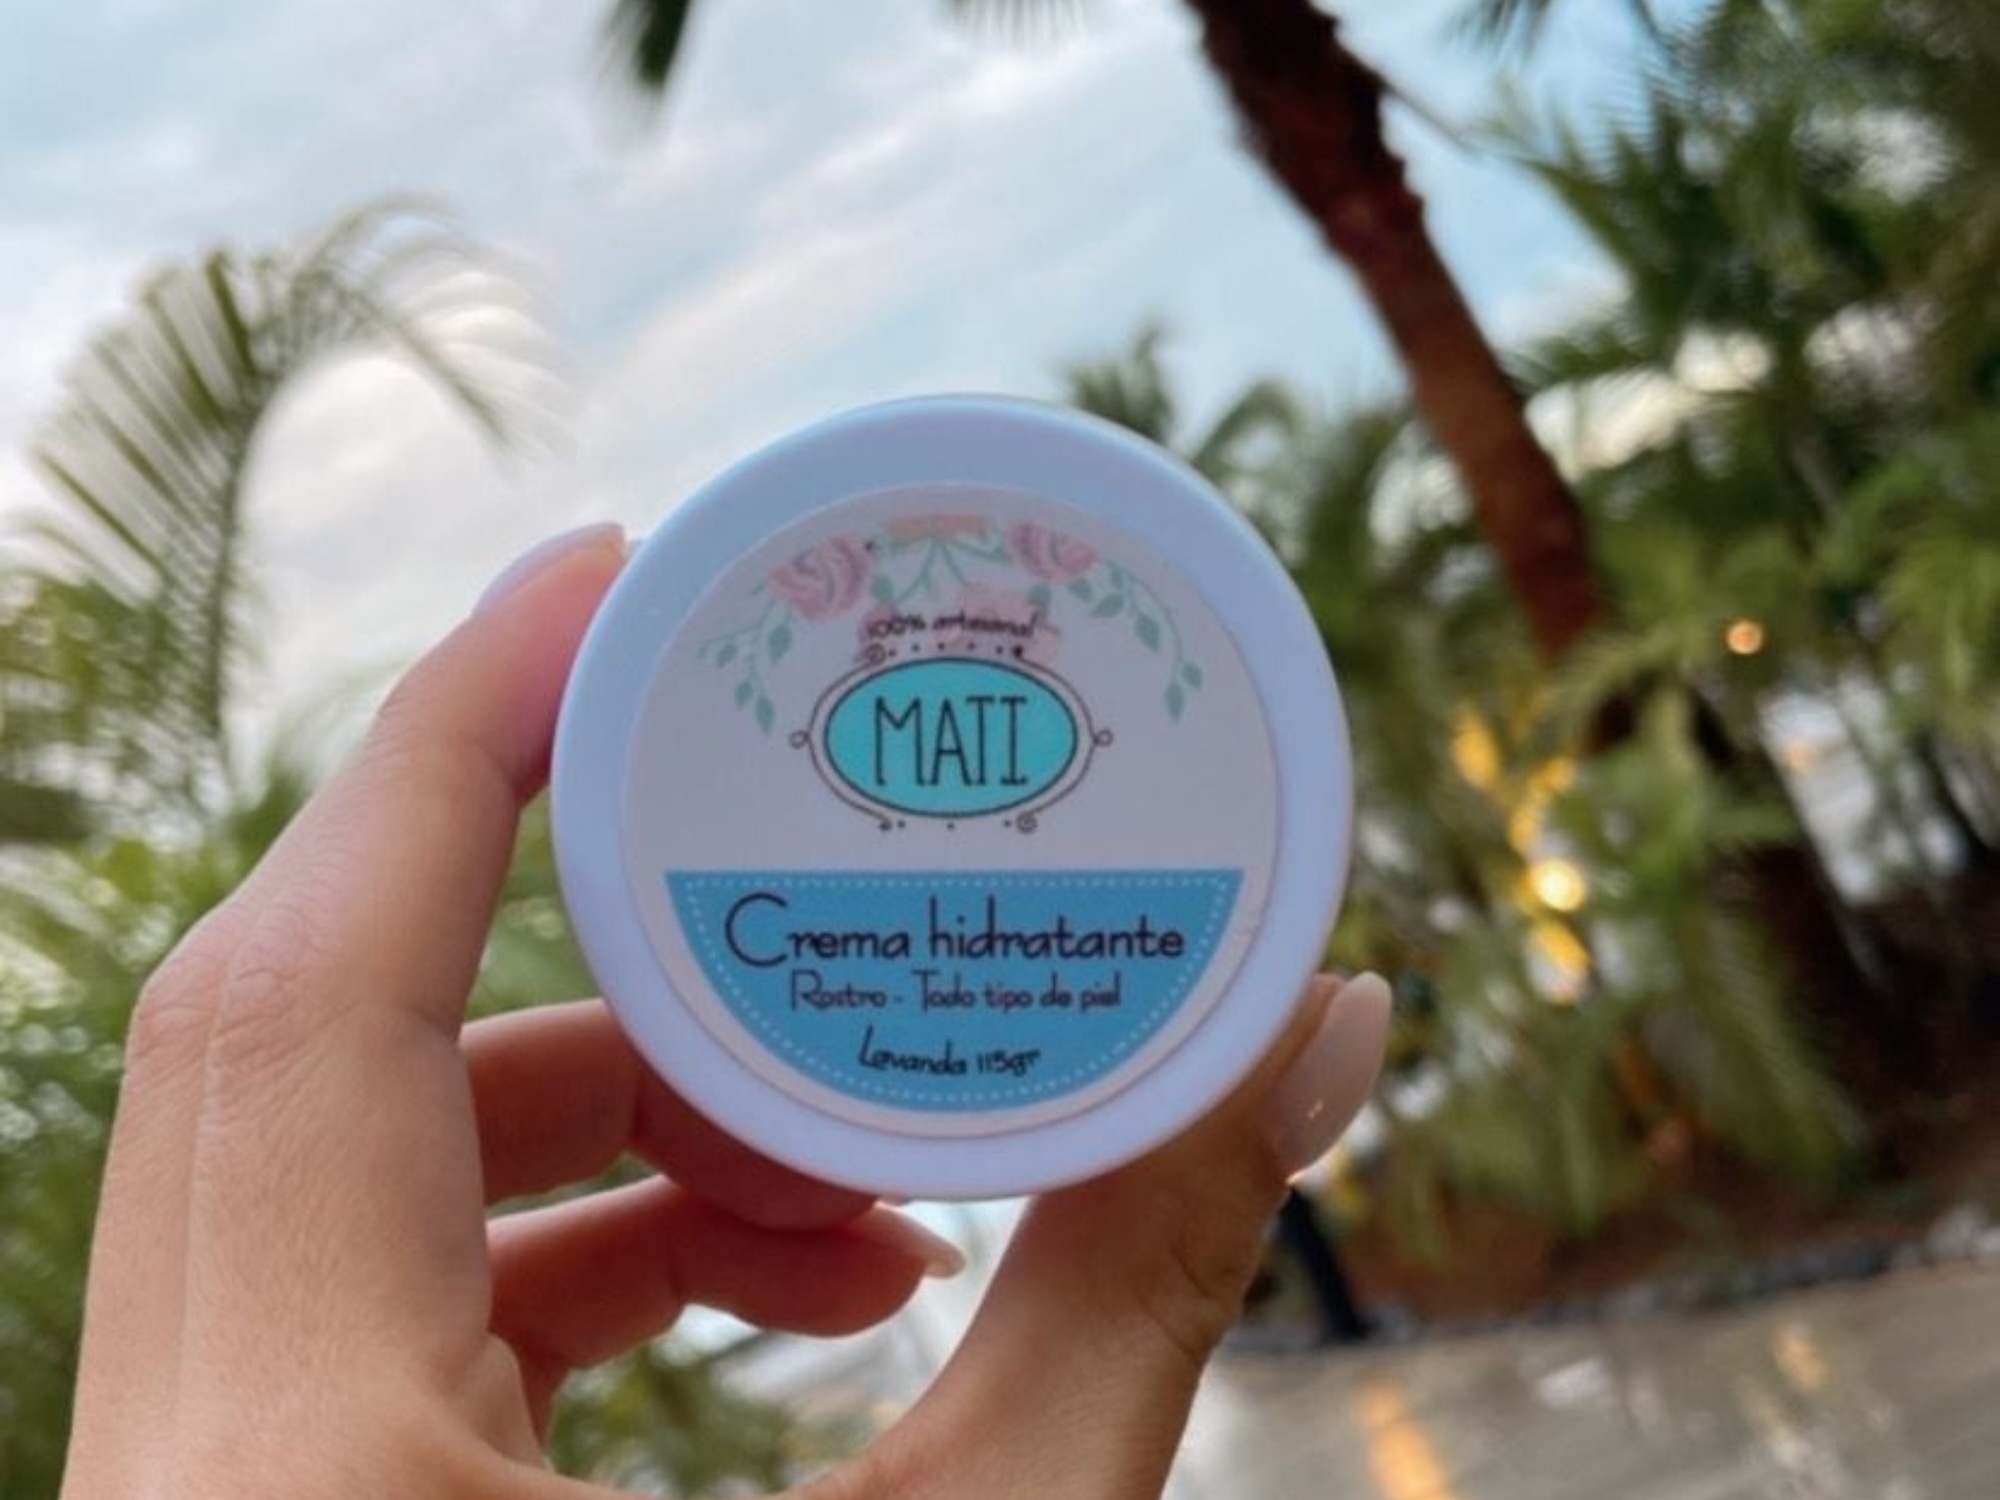 100% artesanal
MATI
Crema hidratante
Rostro - Todo tipo de piel
Lavanda 115gr